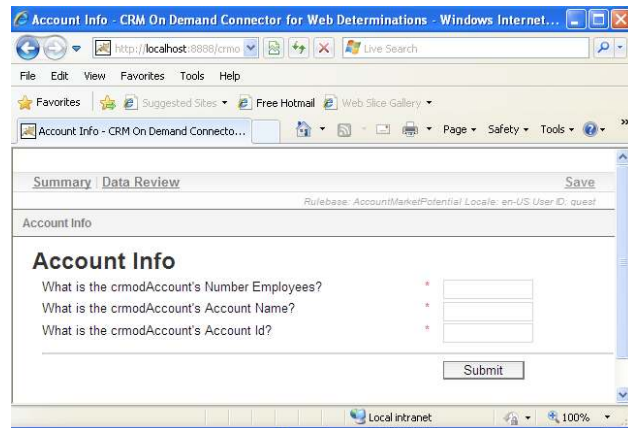 Account Info - CRM On Demand Connector for Web Determinations - Windows Internet...
http://localhost:8888/crmo
Live Search
File Edit View Favorites Tools Help
Favorites Suggested Sites Free Hotmail Web Slice Gallery
Account Info - CRM On Demand Connecto... Page Safety Tools »
Summary | Data Review Save
Rulebase: AccountMarketPotential Locale: en-US User ID: guest
Account Info
Account Info
What is the crmodAccount's Number Employees? *
What is the crmodAccount's Account Name? *
What is the crmodAccount's Account Id? *
Submit
Local intranet 100%